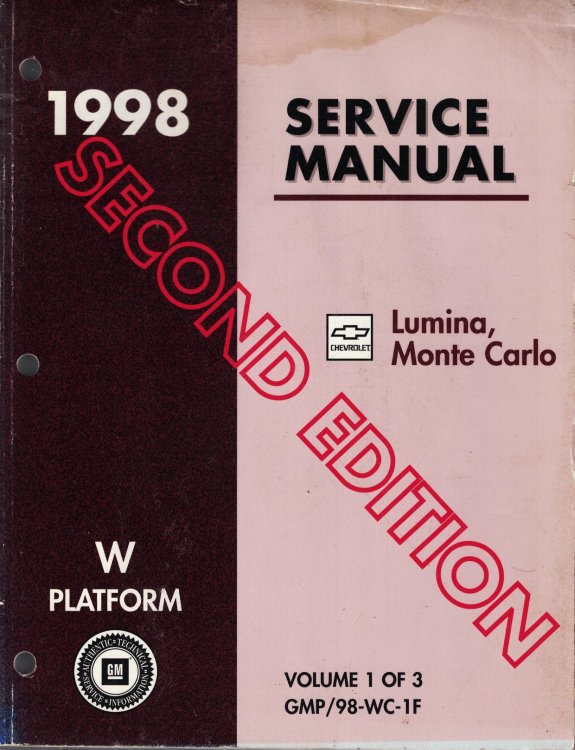 1998
SERVICE
MANUAL
SECOND EDITION
CHEVROLET
Lumina,
Monte Carlo
W
PLATFORM
AUTHENTIC • TECHNICAL
SERVICE • INFORMATION
GM
VOLUME 1 OF 3
GMP/98-WC-1F